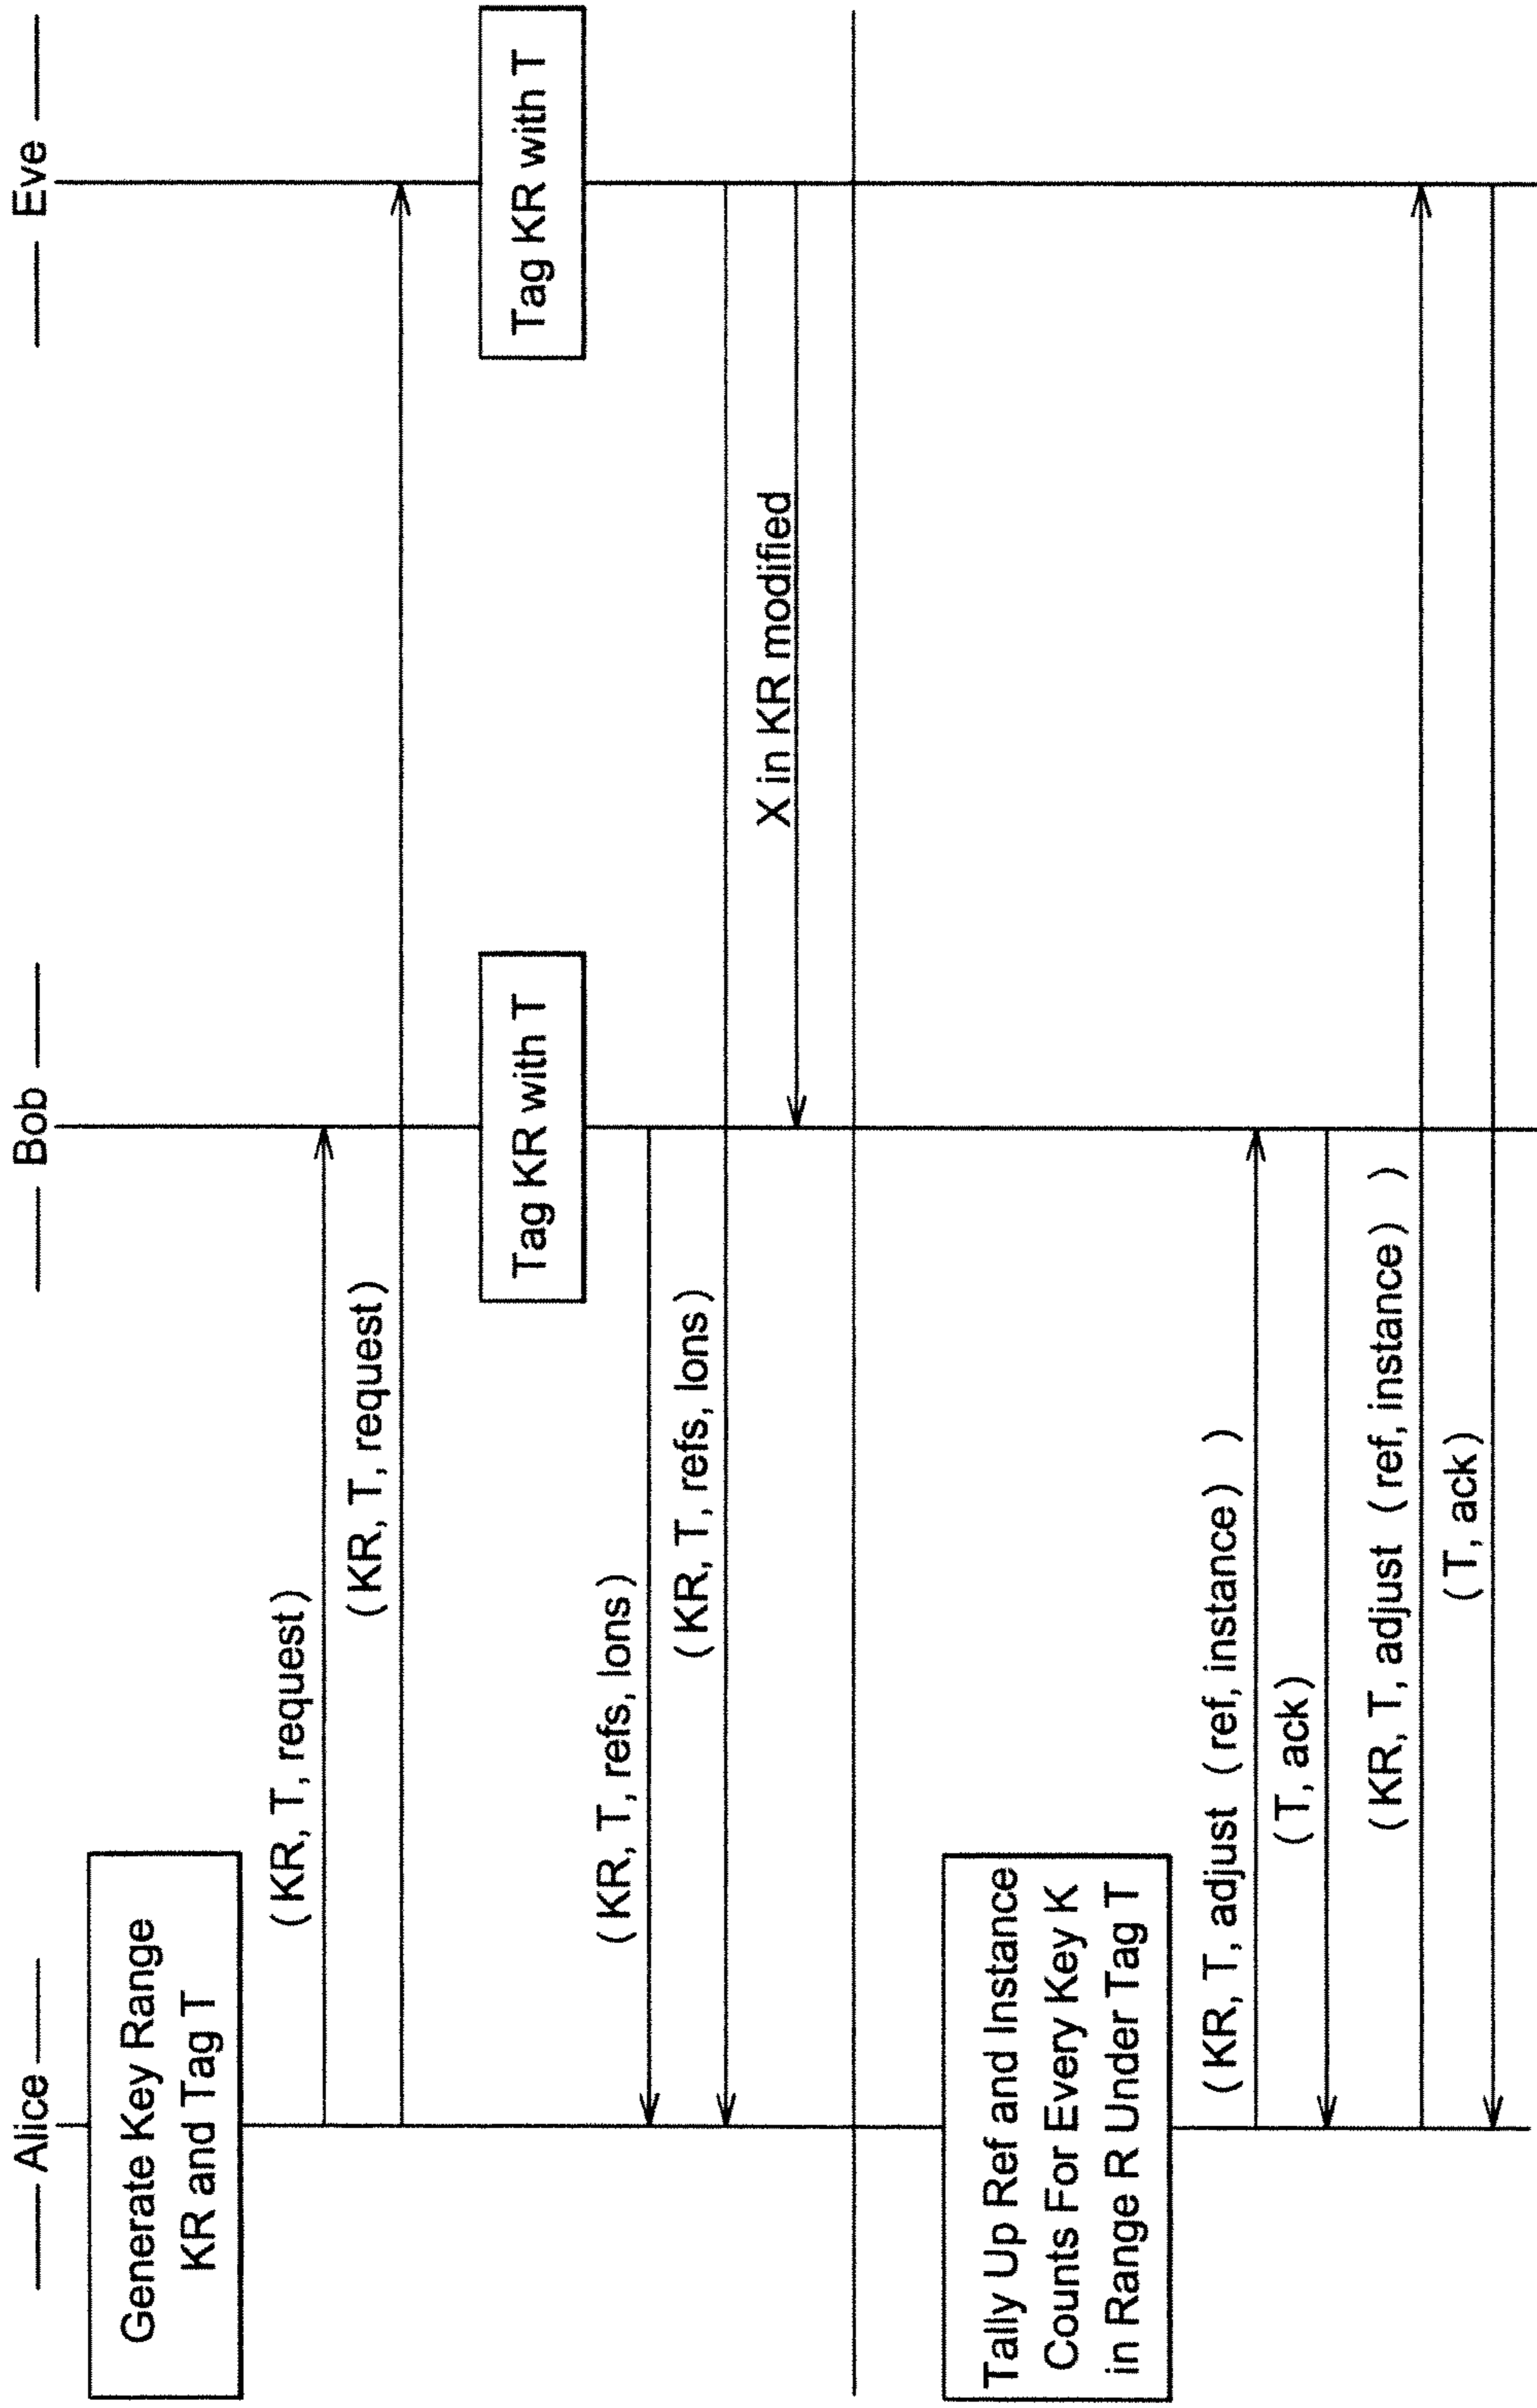 Alice
Bob
Eve
Generate Key Range
KR and Tag T
(KR, T, request)
(KR, T, request)
Tag KR with T
Tag KR with T
(KR, T, refs, Ions)
(KR, T, refs, Ions)
X in KR modified
Tally Up Ref and Instance
Counts For Every Key K
in Range R Under Tag T
(KR, T, adjust (ref, instance) )
(T, ack)
(KR, T, adjust (ref, instance) )
(T, ack)